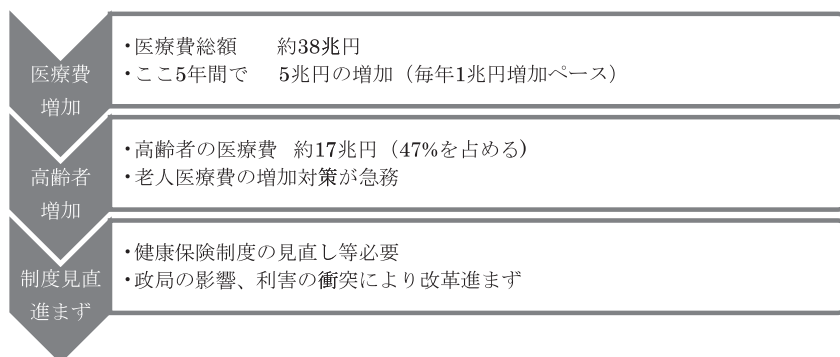 医療費
増加
・医療費総額　　約38兆円
・ここ5年間で　5兆円の増加（毎年1兆円増加ペース）
高齢者
増加
・高齢者の医療費　約17兆円（47%を占める)
・老人医療費の増加対策が急務
制度見直
進まず
・健康保険制度の見直し等必要
・政局の影響、利害の衝突により改革進まず